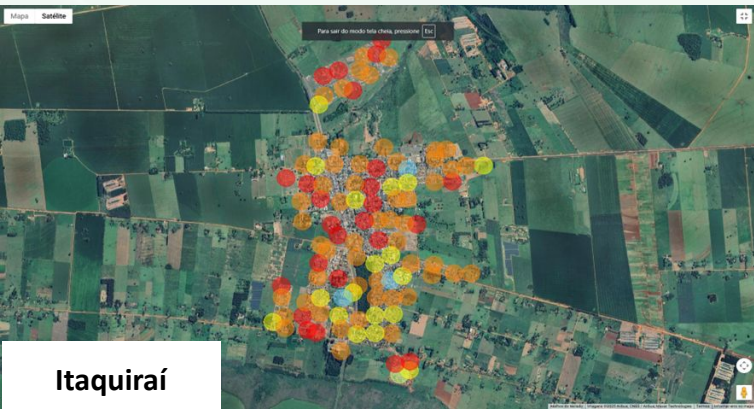 Mapa Satélite
Para sair do modo tela cheia, pressione Esc
Itaquiraí